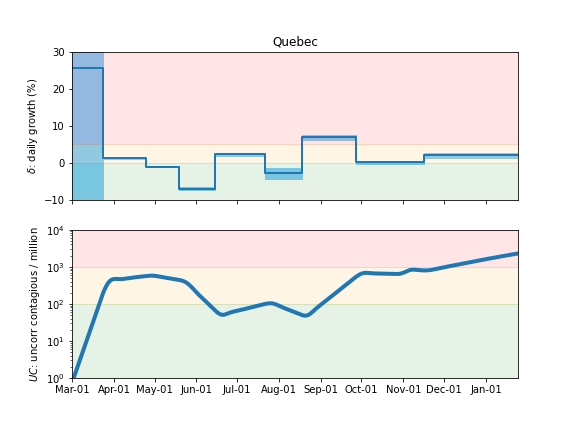 Quebec
δ: daily growth (%)
30
20
10
0
−10
UC: uncorr contagious / million
10⁴
10³
10²
10¹
10⁰
Mar-01 Apr-01 May-01 Jun-01 Jul-01 Aug-01 Sep-01 Oct-01 Nov-01 Dec-01 Jan-01